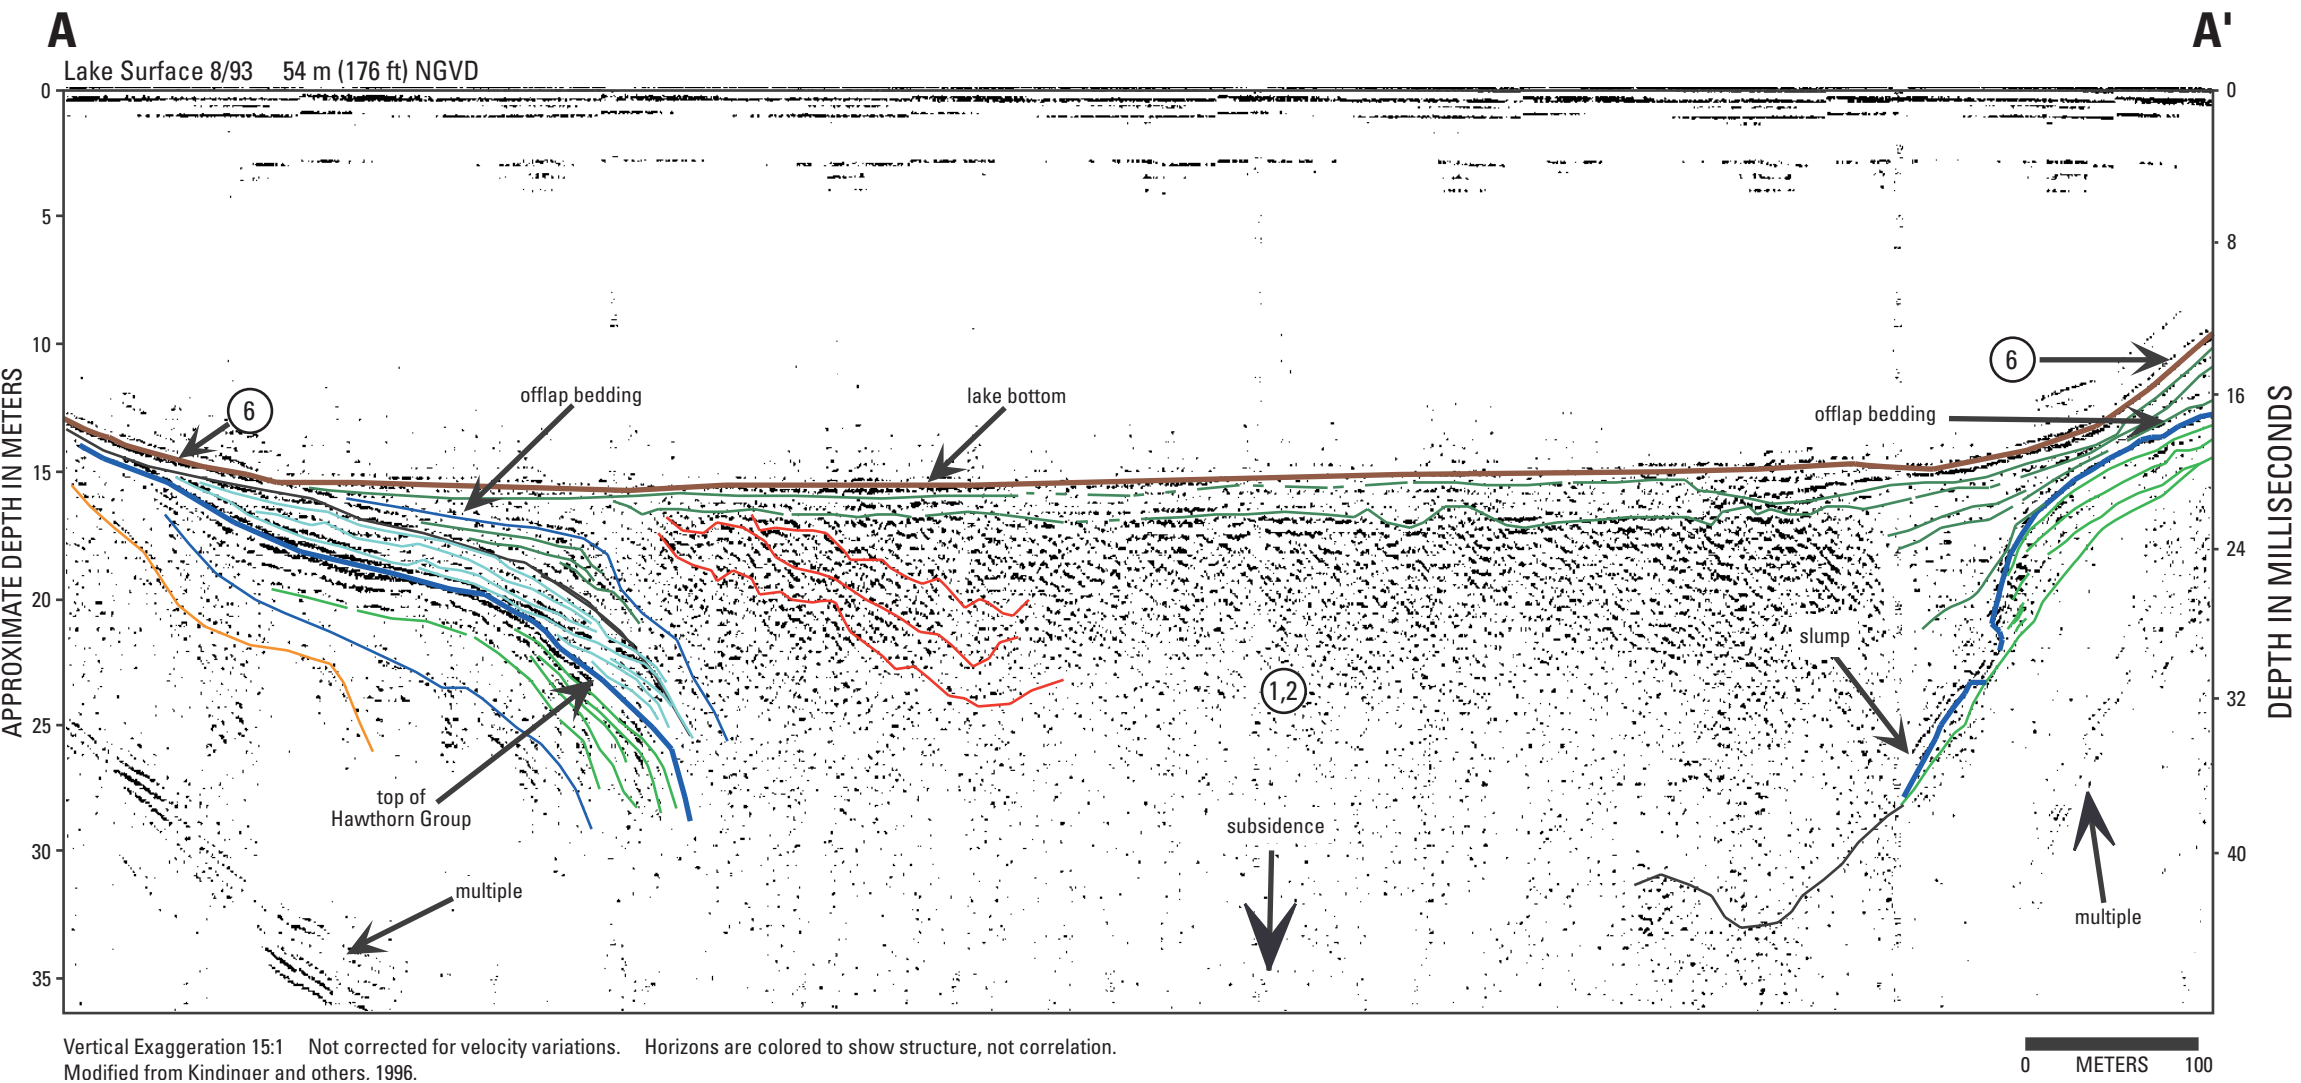 A A'
Lake Surface 8/93 54 m (176 ft) NGVD
0 0
5
8
10
6
16
6
offlap bedding
lake bottom
offlap bedding
15
24
20
slump
1,2
32
25
top of
Hawthorn Group
subsidence
30
40
multiple
multiple
35
APPROXIMATE DEPTH IN METERS
DEPTH IN MILLISECONDS
Vertical Exaggeration 15:1 Not corrected for velocity variations. Horizons are colored to show structure, not correlation.
Modified from Kindinger and others, 1996.
0 METERS 100